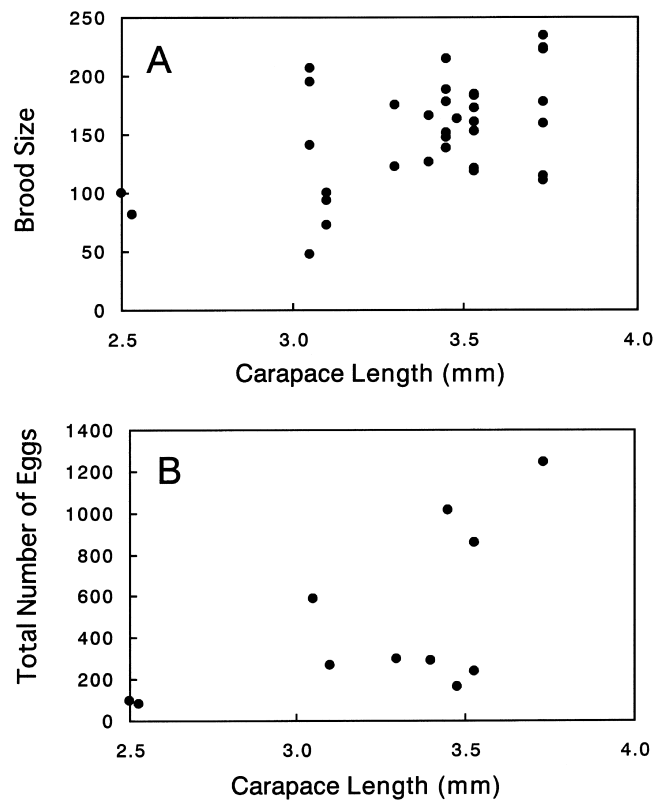 250
A
200
150
100
50
0
Brood Size
2.5 3.0 3.5 4.0
Carapace Length (mm)
1400
B
1200
1000
800
600
400
200
0
Total Number of Eggs
2.5 3.0 3.5 4.0
Carapace Length (mm)